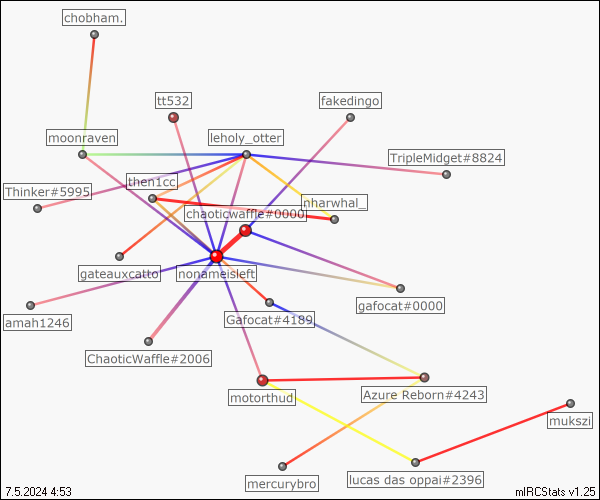 chobham.
tt532
fakedingo
moonraven
leholy_otter
TripleMidget#8824
Thinker#5995
then1cc
nharwhal_
chaoticwaffle#0000
gateauxcatto
nonameisleft
gafocat#0000
amah1246
Gafocat#4189
ChaoticWaffle#2006
motorthud
Azure Reborn#4243
mukszi
mercurybro
lucas das oppai#2396
7.5.2024 4:53
mIRCStats v1.25